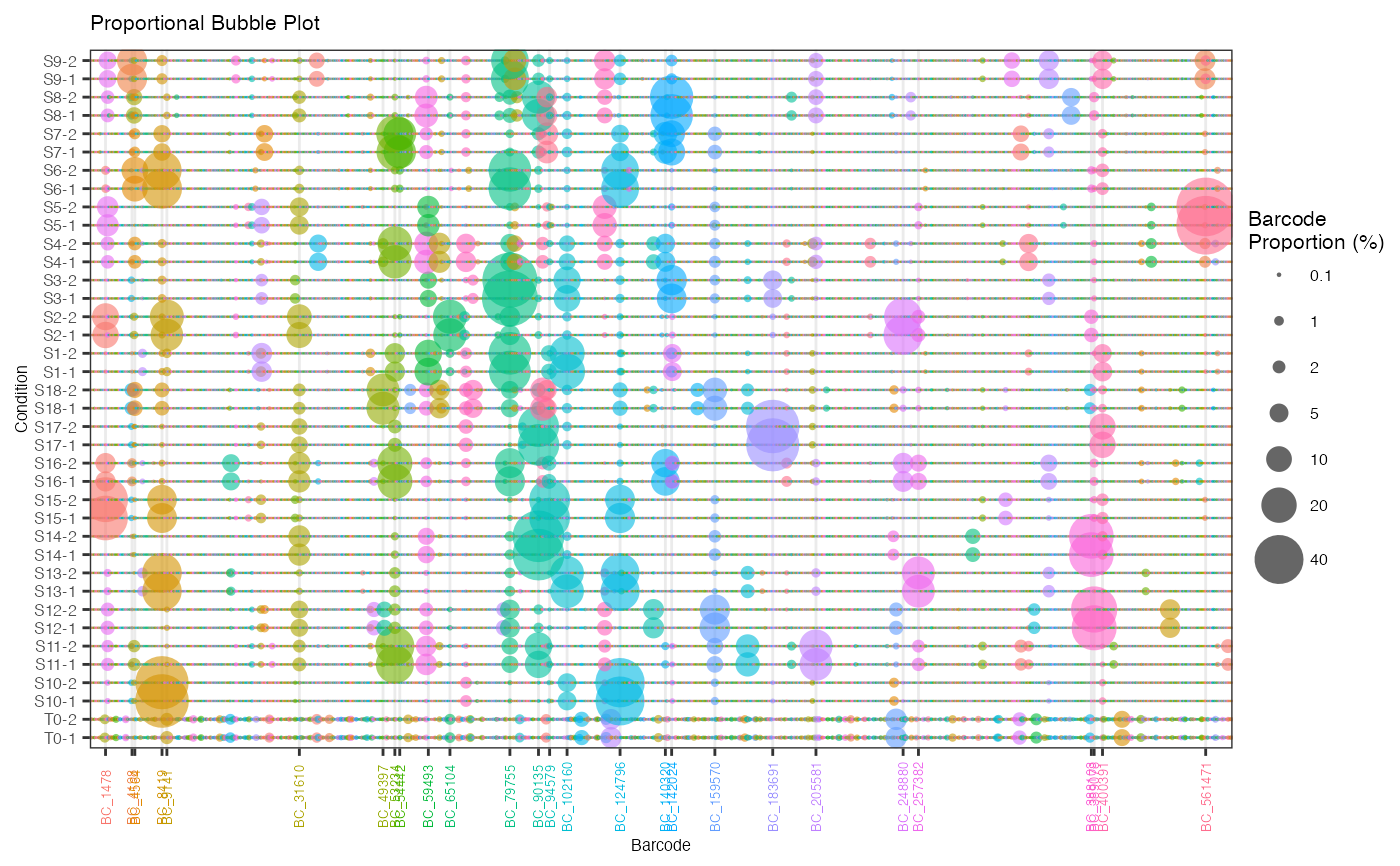 Proportional Bubble Plot
S9-2
S9-1
S8-2
S8-1
S7-2
S7-1
S6-2
S6-1
S5-2
S5-1
S4-2
S4-1
S3-2
S3-1
S2-2
S2-1
S1-2
S1-1
S18-2
S18-1
S17-2
S17-1
S16-2
S16-1
S15-2
S15-1
S14-2
S14-1
S13-2
S13-1
S12-2
S12-1
S11-2
S11-1
S10-2
S10-1
T0-2
T0-1
Condition
BC_1478
BC_9141
BC_31610
BC_49397
BC_59493
BC_65104
BC_79755
BC_90135
BC_94579
BC_102160
BC_124796
BC_142024
BC_159570
BC_183691
BC_205581
BC_248880
BC_257382
BC_400391
BC_561471
Barcode
Barcode
Proportion (%)
0.1
1
2
5
10
20
40